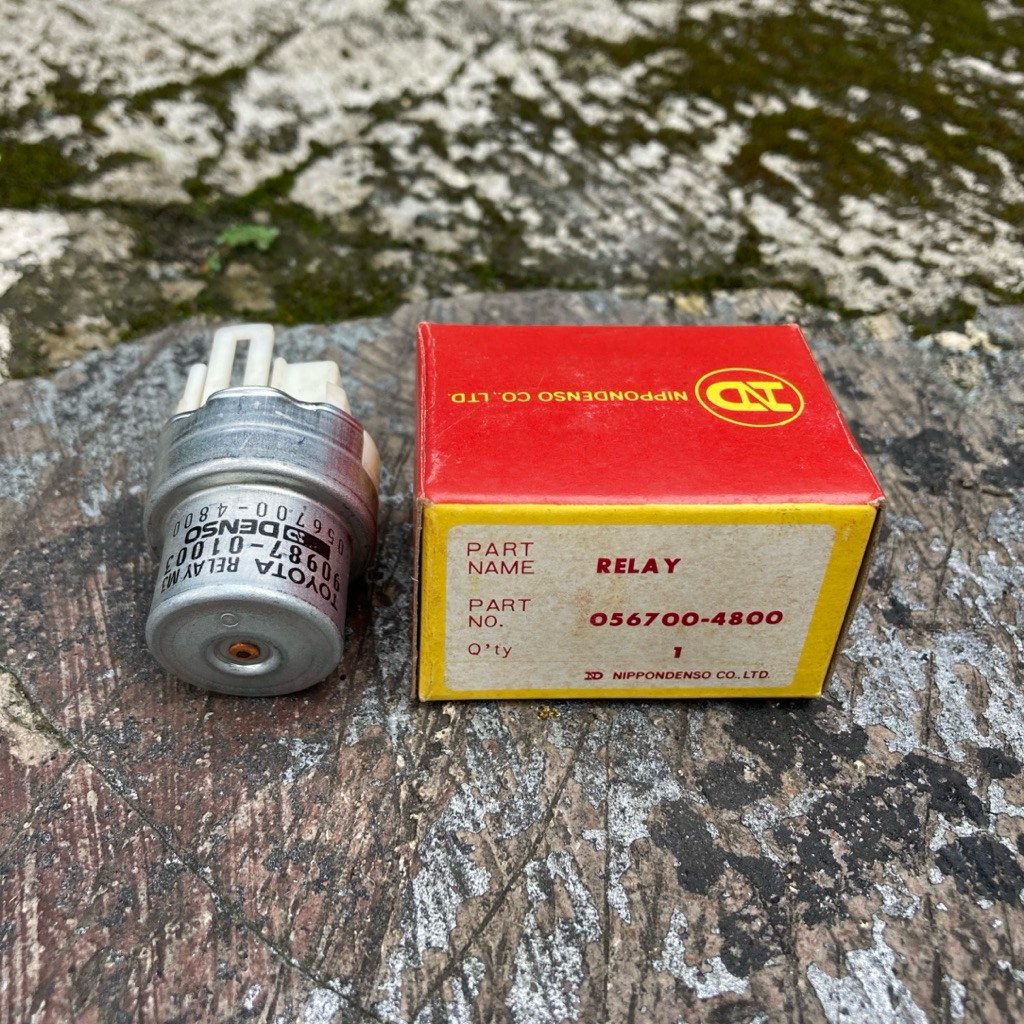 TOYOTA RELAY M3
90987-01003
ND DENSO
056700-4800
ND NIPPONDENSO CO., LTD.
PART NAME RELAY
PART NO. 056700-4800
Q'ty 1
ND NIPPONDENSO CO., LTD.